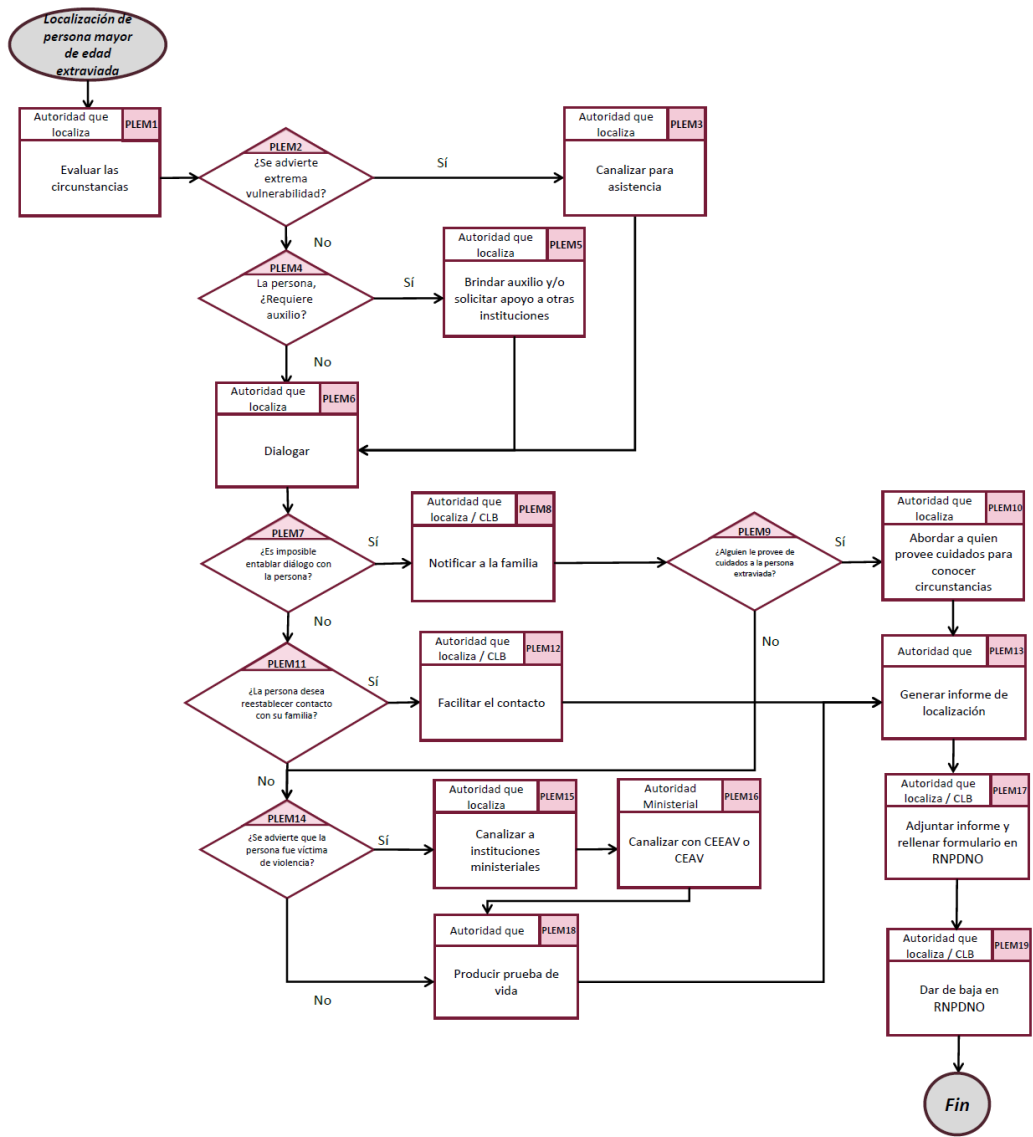 Localización de
persona mayor
de edad
extraviada
Autoridad que
localiza
PLEM1
Evaluar las
circunstancias
PLEM2
¿Se advierte
extrema
vulnerabilidad?
Sí
Autoridad que
localiza
PLEM3
Canalizar para
asistencia
No
PLEM4
La persona,
¿Requiere
auxilio?
Sí
Autoridad que
localiza
PLEM5
Brindar auxilio y/o
solicitar apoyo a otras
instituciones
No
Autoridad que
localiza
PLEM6
Dialogar
PLEM7
¿Es imposible
entablar diálogo con
la persona?
Sí
Autoridad que
localiza / CLB
PLEM8
Notificar a la familia
PLEM9
¿Alguien le provee de
cuidados a la persona
extraviada?
Sí
Autoridad que
localiza
PLEM10
Abordar a quien
provee cuidados para
conocer
circunstancias
No
No
PLEM11
¿La persona desea
reestablecer contacto
con su familia?
Sí
Autoridad que
localiza / CLB
PLEM12
Facilitar el contacto
Autoridad que
PLEM13
Generar informe de
localización
No
PLEM14
¿Se advierte que la
persona fue víctima
de violencia?
Sí
Autoridad que
localiza
PLEM15
Canalizar a
instituciones
ministeriales
Autoridad
Ministerial
PLEM16
Canalizar con CEEAV o
CEAV
Autoridad que
localiza / CLB
PLEM17
Adjuntar informe y
rellenar formulario en
RNPDNO
No
Autoridad que
PLEM18
Producir prueba de
vida
Autoridad que
localiza / CLB
PLEM19
Dar de baja en
RNPDNO
Fin